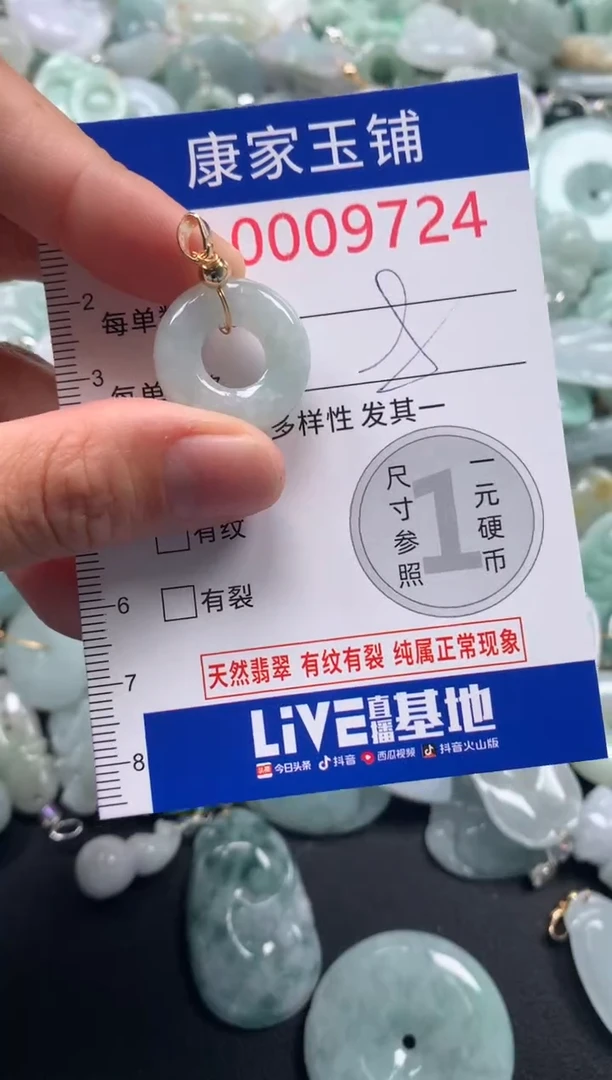 康家玉铺
0009724
2
每单
3
多样性 发其一
尺寸参照
1
一元硬币
有纹
6
有裂
天然翡翠 有纹有裂 纯属正常现象
7
LiVE直播基地
头条 今日头条 抖音 西瓜视频 抖音火山版
8